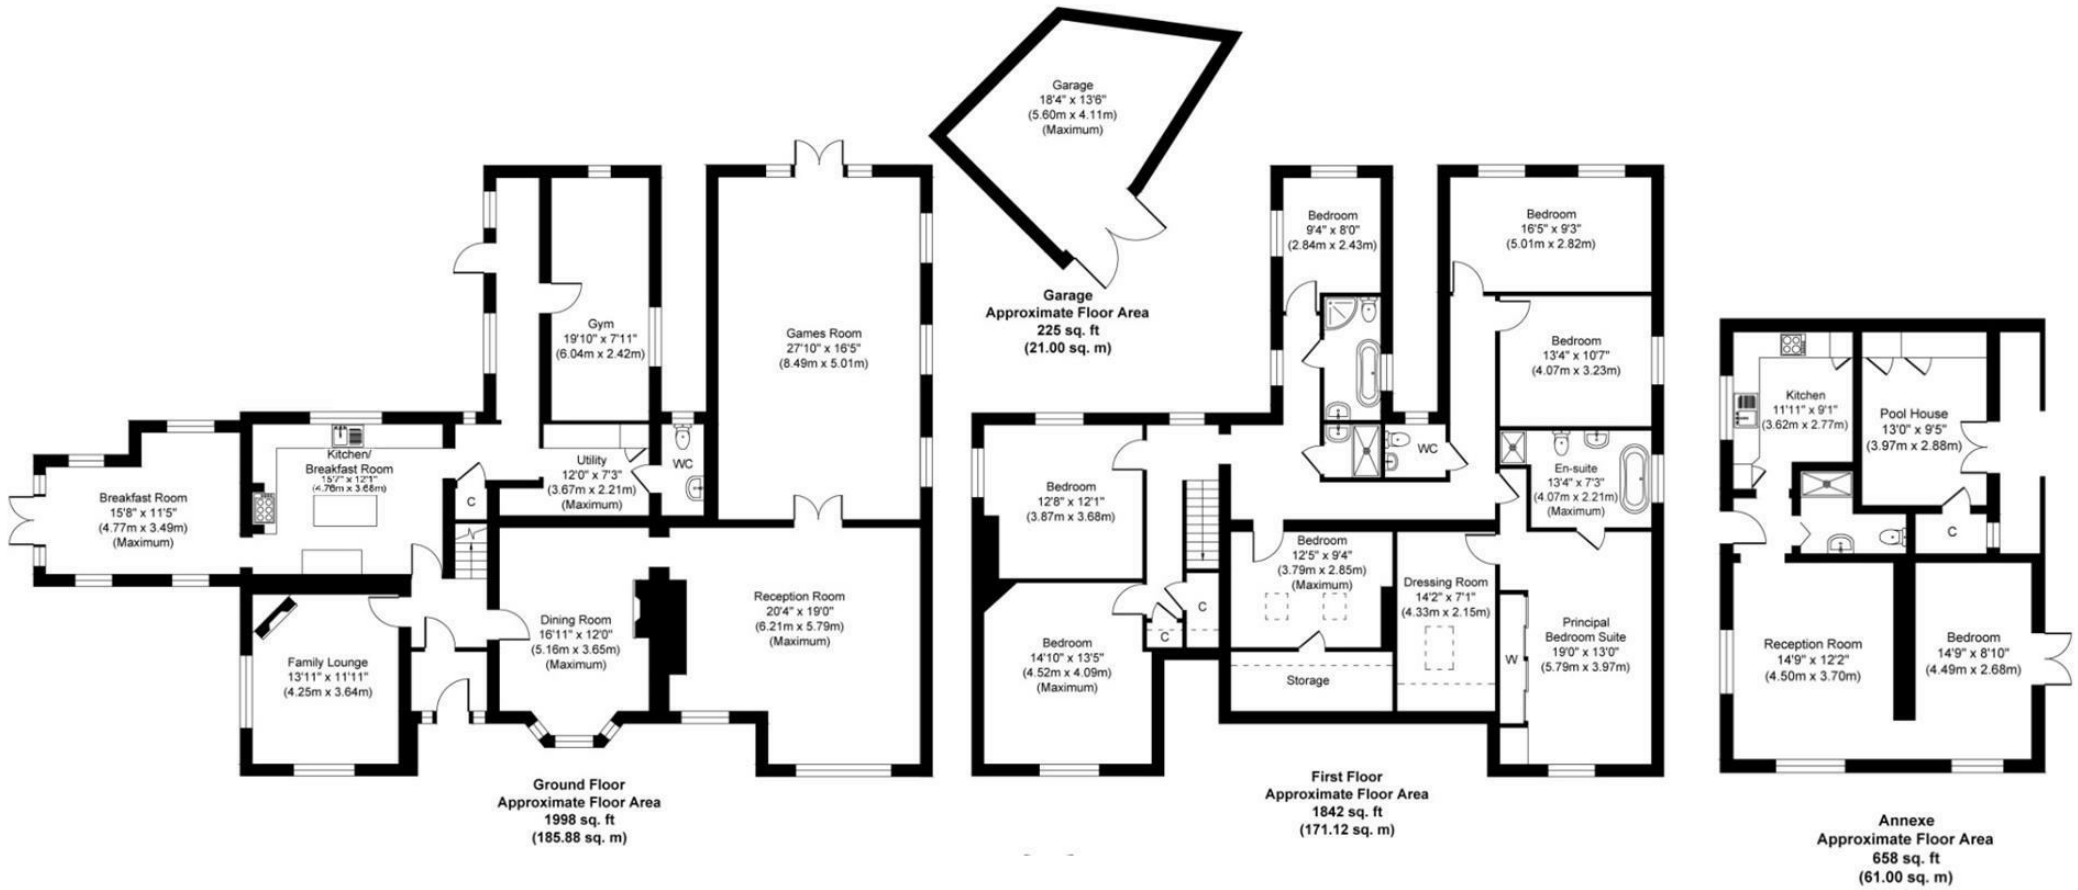 Garage
18'4" x 13'6"
(5.60m x 4.11m)
(Maximum)
Garage
Approximate Floor Area
225 sq. ft
(21.00 sq. m)
Breakfast Room
15'8" x 11'5"
(4.77m x 3.49m)
(Maximum)
Kitchen/
Breakfast Room
15'7" x 12'1"
(4.76m x 3.68m)
Gym
19'10" x 7'11"
(6.04m x 2.42m)
Utility
12'0" x 7'3"
(3.67m x 2.21m)
(Maximum)
WC
C
Games Room
27'10" x 16'5"
(8.49m x 5.01m)
Family Lounge
13'11" x 11'11"
(4.25m x 3.64m)
Dining Room
16'11" x 12'0"
(5.16m x 3.65m)
(Maximum)
Reception Room
20'4" x 19'0"
(6.21m x 5.79m)
(Maximum)
Ground Floor
Approximate Floor Area
1998 sq. ft
(185.88 sq. m)
Bedroom
9'4" x 8'0"
(2.84m x 2.43m)
Bedroom
16'5" x 9'3"
(5.01m x 2.82m)
Bedroom
13'4" x 10'7"
(4.07m x 3.23m)
WC
En-suite
13'4" x 7'3"
(4.07m x 2.21m)
(Maximum)
Bedroom
12'8" x 12'1"
(3.87m x 3.68m)
Bedroom
12'5" x 9'4"
(3.79m x 2.85m)
(Maximum)
Dressing Room
14'2" x 7'1"
(4.33m x 2.15m)
Principal
Bedroom Suite
19'0" x 13'0"
(5.79m x 3.97m)
W
C
C
Bedroom
14'10" x 13'5"
(4.52m x 4.09m)
(Maximum)
Storage
First Floor
Approximate Floor Area
1842 sq. ft
(171.12 sq. m)
Kitchen
11'11" x 9'1"
(3.62m x 2.77m)
Pool House
13'0" x 9'5"
(3.97m x 2.88m)
C
Reception Room
14'9" x 12'2"
(4.50m x 3.70m)
Bedroom
14'9" x 8'10"
(4.49m x 2.68m)
Annexe
Approximate Floor Area
658 sq. ft
(61.00 sq. m)